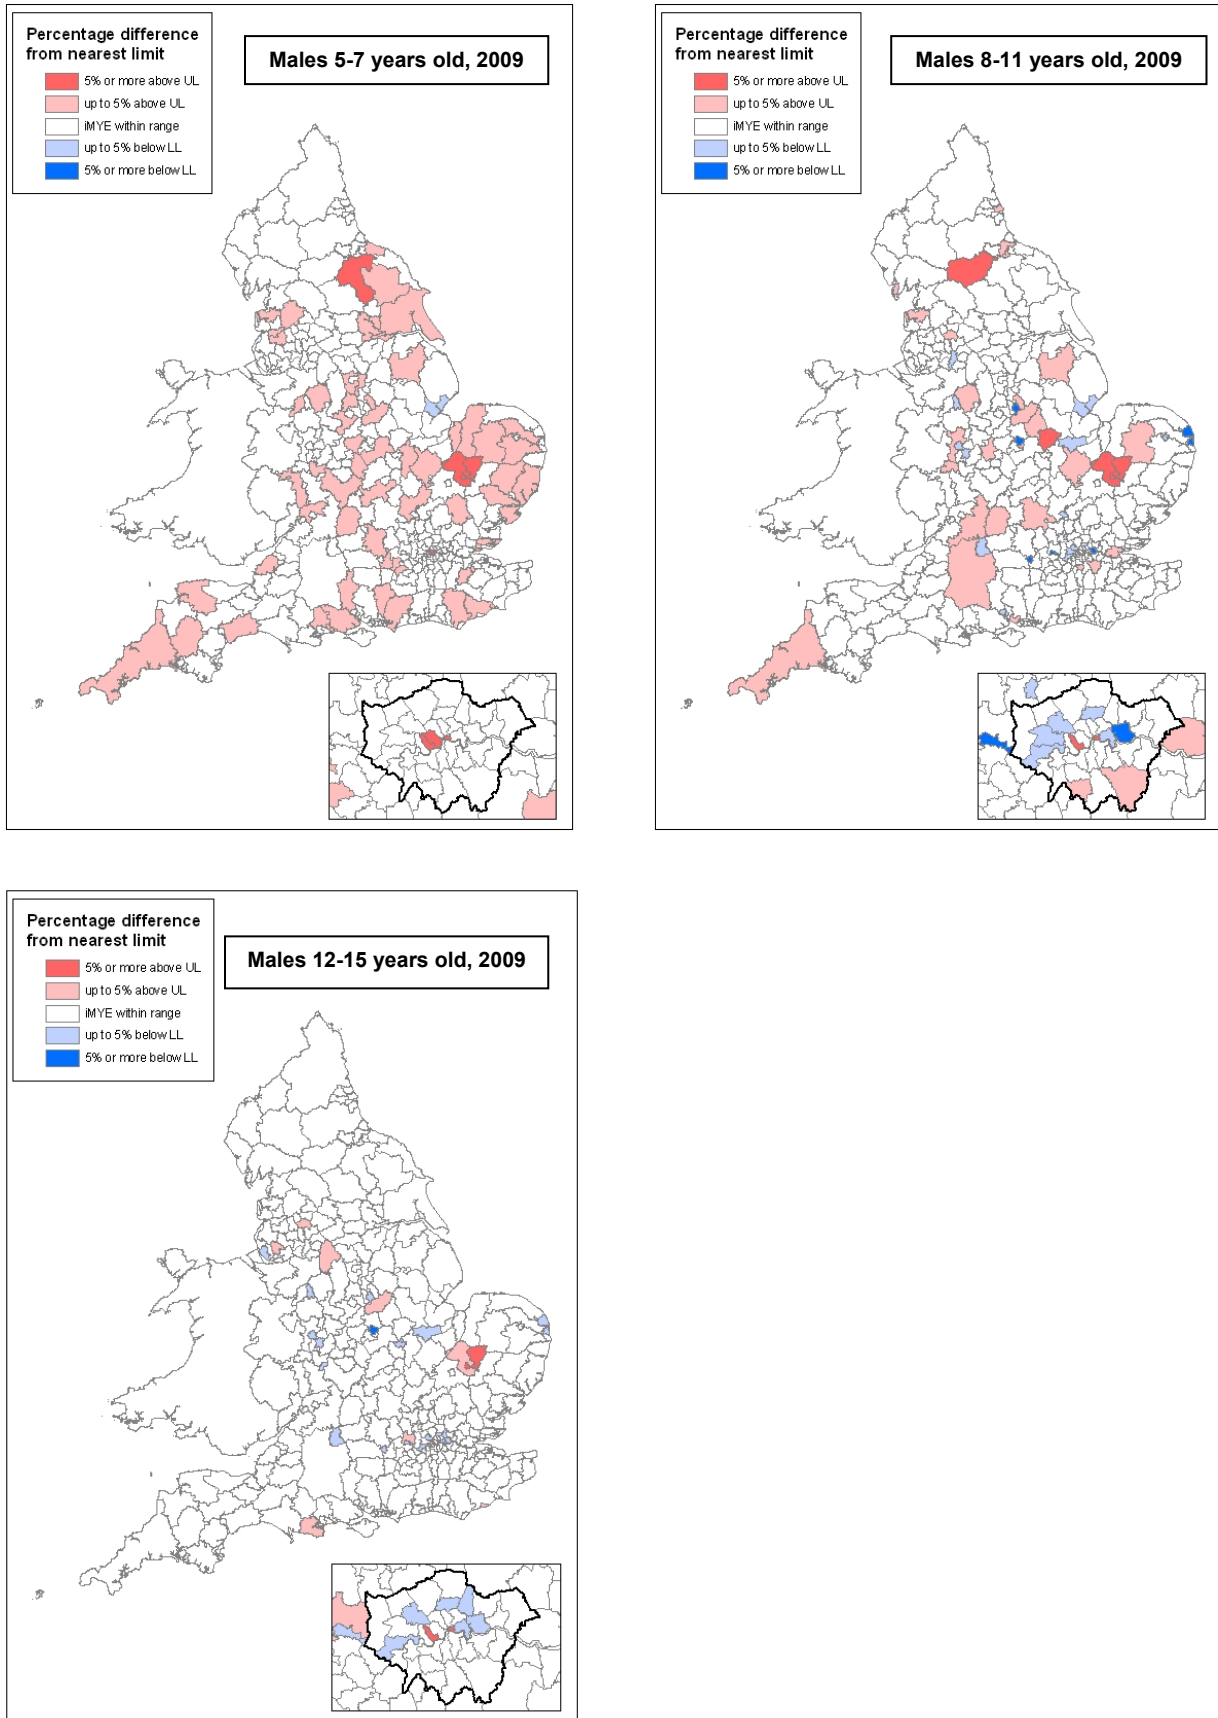 Percentage difference
from nearest limit
5% or more above UL
up to 5% above UL
iMYE within range
up to 5% below LL
5% or more below LL
Males 5-7 years old, 2009
Percentage difference
from nearest limit
5% or more above UL
up to 5% above UL
iMYE within range
up to 5% below LL
5% or more below LL
Males 8-11 years old, 2009
Percentage difference
from nearest limit
5% or more above UL
up to 5% above UL
iMYE within range
up to 5% below LL
5% or more below LL
Males 12-15 years old, 2009